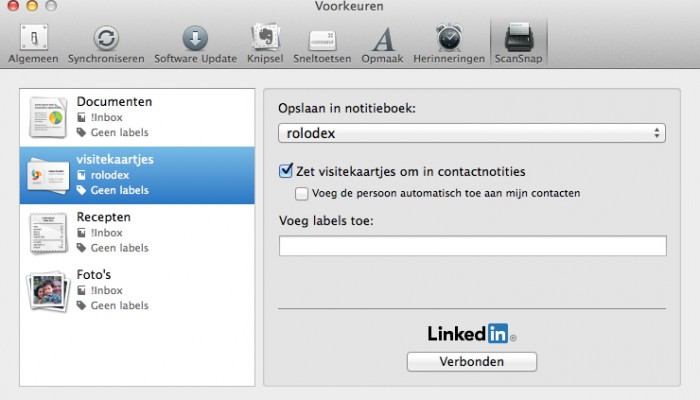 Voorkeuren
Algemeen Synchroniseren Software Update Knipsel Sneltoetsen Opmaak Herinneringen ScanSnap
Documenten
!Inbox
Geen labels
visitekaartjes
rolodex
Geen labels
Recepten
!Inbox
Geen labels
Foto's
!Inbox
Geen labels
Opslaan in notitieboek:
rolodex
Zet visitekaartjes om in contactnotities
Voeg de persoon automatisch toe aan mijn contacten
Voeg labels toe:
Linked in ®
Verbonden